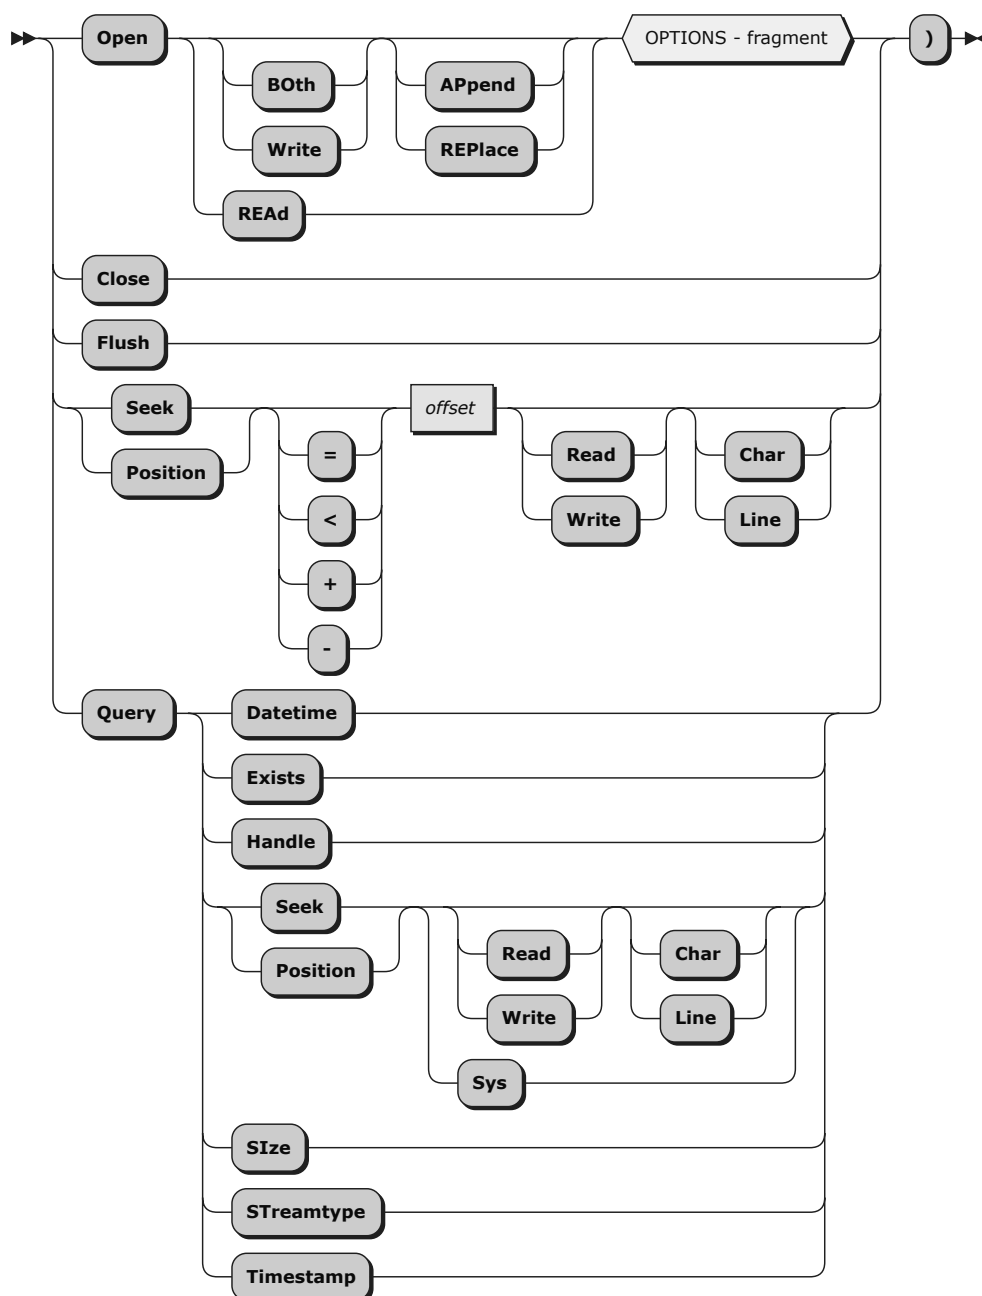 Open OPTIONS - fragment )
BOth APpend
Write REPlace
REAd
Close
Flush
Seek offset
Position = Read Char
< Write Line
+
-
Query Datetime
Exists
Handle
Seek
Read Char
Position
Write Line
Sys
SIze
STreamtype
Timestamp